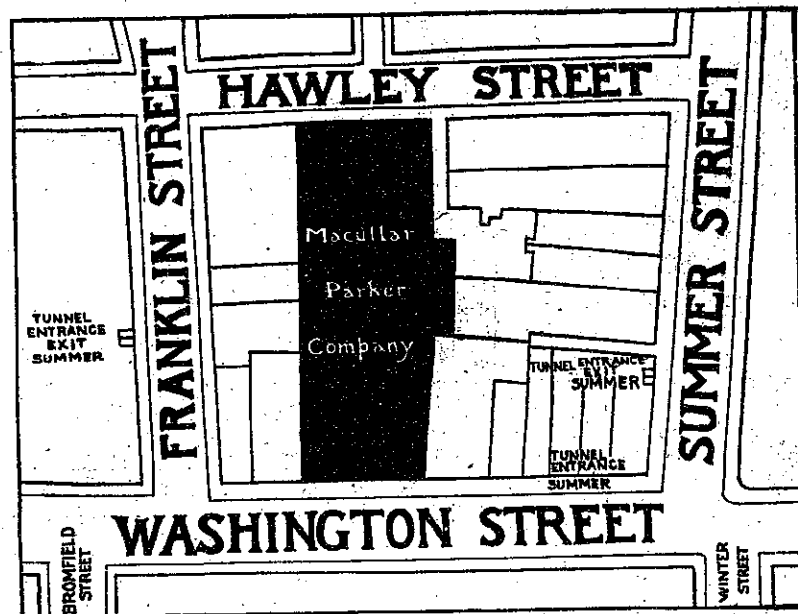 HAWLEY STREET
FRANKLIN STREET
SUMMER STREET
Macullar
Parker
Company
TUNNEL
ENTRANCE
EXIT
SUMMER
TUNNEL ENTRANCE
EXIT
SUMMER
TUNNEL
ENTRANCE
SUMMER
WASHINGTON STREET
BROMFIELD
STREET
WINTER
STREET